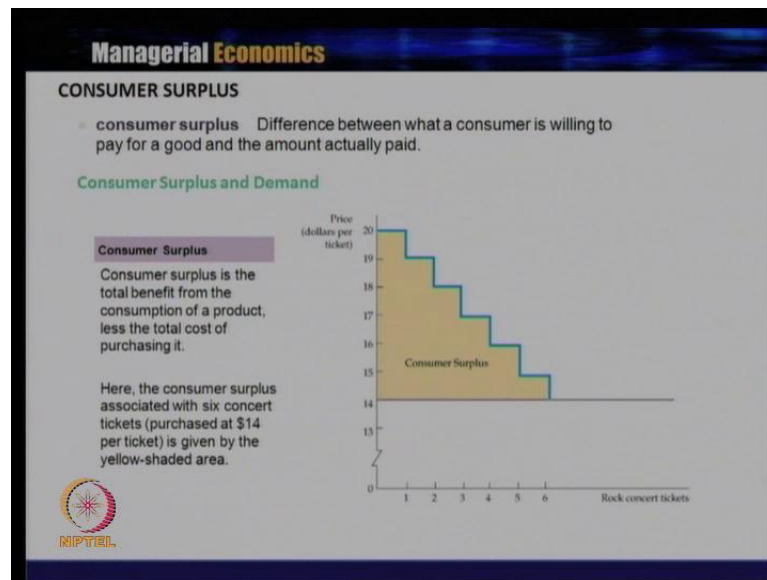 Managerial Economics
CONSUMER SURPLUS
consumer surplus Difference between what a consumer is willing to
pay for a good and the amount actually paid.
Consumer Surplus and Demand
Consumer Surplus
Consumer surplus is the
total benefit from the
consumption of a product,
less the total cost of
purchasing it.
Here, the consumer surplus
associated with six concert
tickets (purchased at $14
per ticket) is given by the
yellow-shaded area.
Price
(dollars per
ticket)
20
19
18
17
16
15
14
13
0
Consumer Surplus
1 2 3 4 5 6
Rock concert tickets
NPTEL